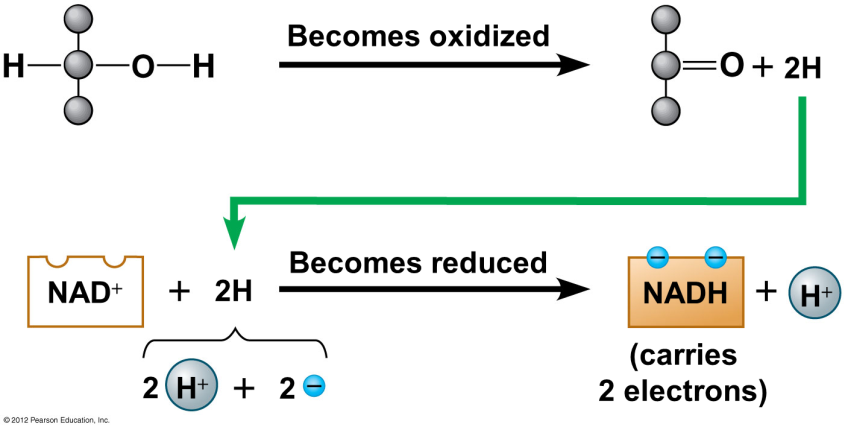 H O H
Becomes oxidized
O + 2H
NAD+ + 2H
Becomes reduced
NADH + H+
2 H+ + 2 −
(carries
2 electrons)
© 2012 Pearson Education, Inc.